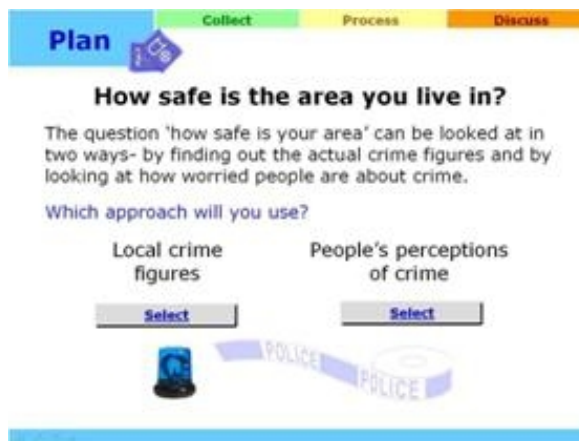 Collect Process Discuss
Plan
How safe is the area you live in?
The question ‘how safe is your area’ can be looked at in
two ways- by finding out the actual crime figures and by
looking at how worried people are about crime.
Which approach will you use?
Local crime
figures
Select
People’s perceptions
of crime
Select
POLICE
POLICE